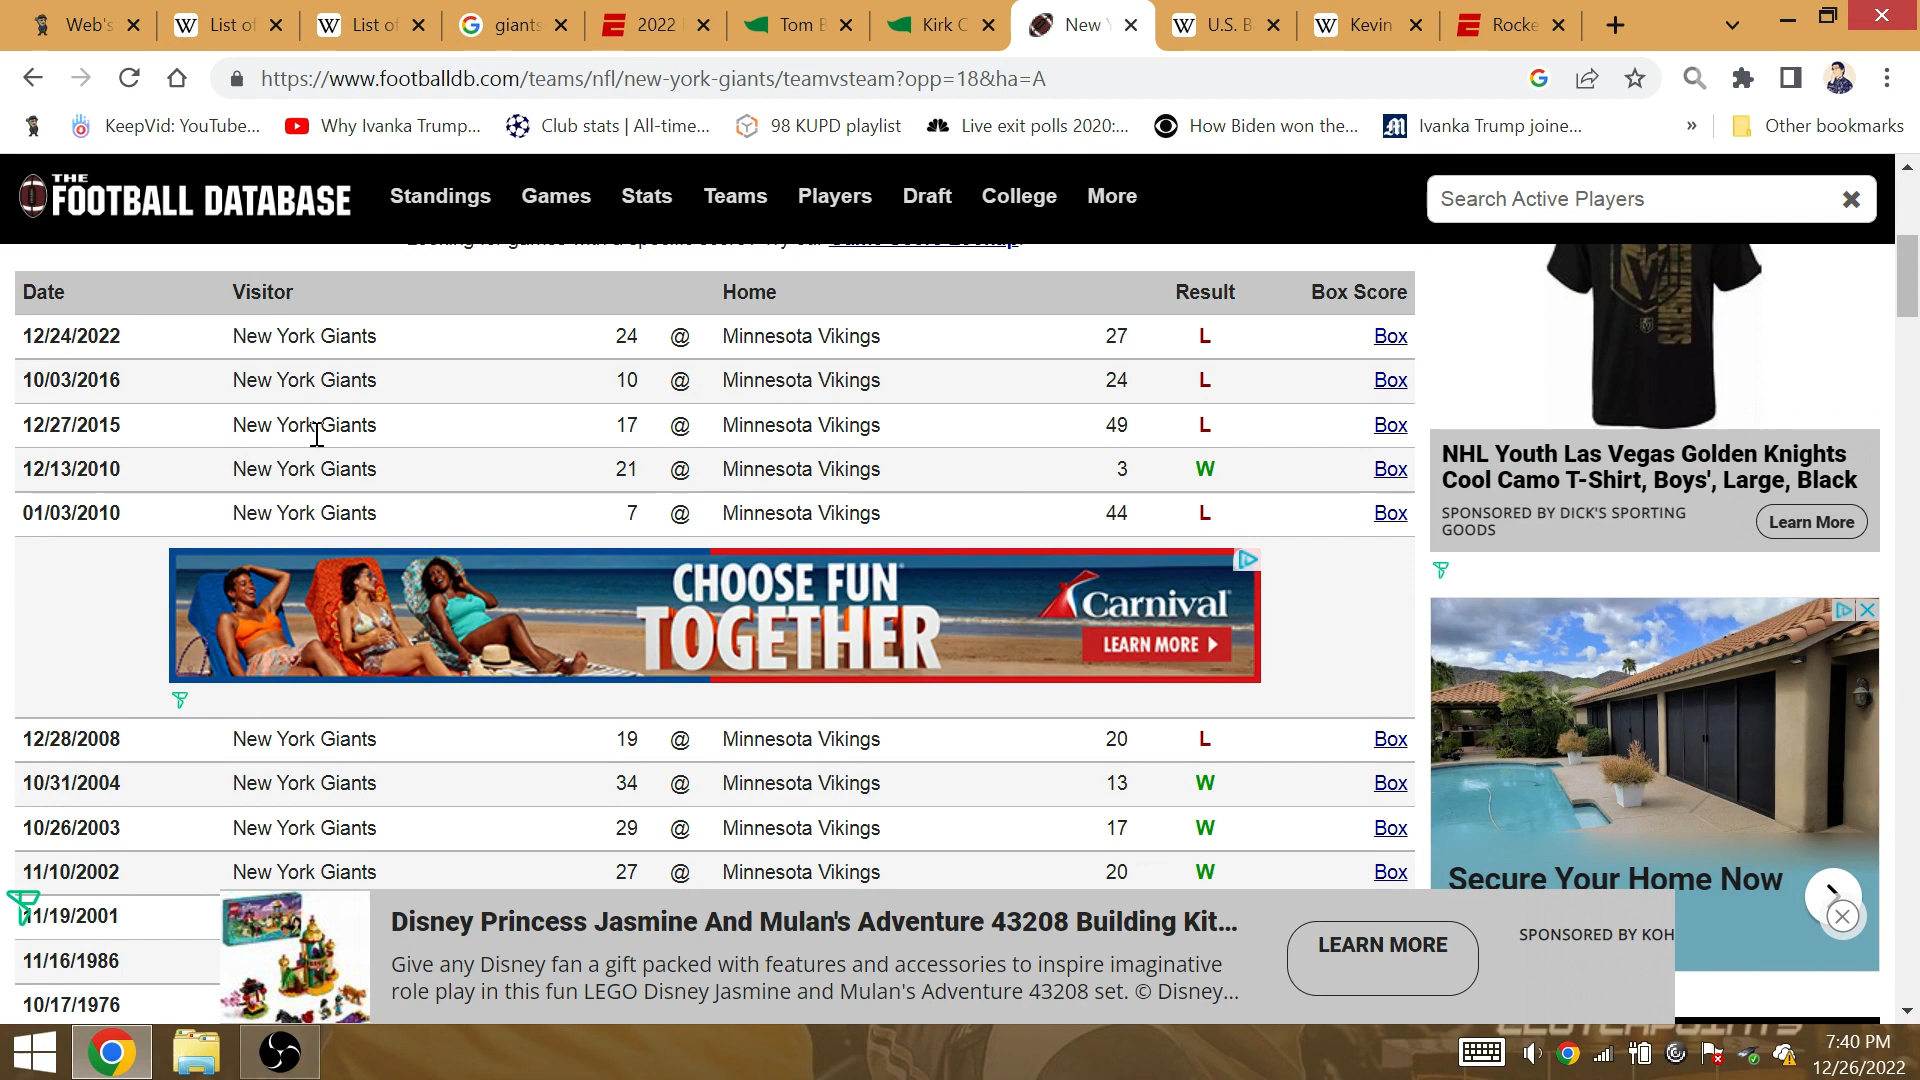 Web's
List of
List of
giants
2022
Tom B
Kirk C
New Y
U.S. B
Kevin
Rocke
https://www.footballdb.com/teams/nfl/new-york-giants/teamvsteam?opp=18&ha=A
KeepVid: YouTube...
Why Ivanka Trump...
Club stats | All-time...
98 KUPD playlist
Live exit polls 2020:...
How Biden won the...
Ivanka Trump joine...
»
Other bookmarks
THE FOOTBALL DATABASE
Standings Games Stats Teams Players Draft College More
Search Active Players
Date Visitor Home Result Box Score
12/24/2022 New York Giants 24 @ Minnesota Vikings 27 L Box
10/03/2016 New York Giants 10 @ Minnesota Vikings 24 L Box
12/27/2015 New York Giants 17 @ Minnesota Vikings 49 L Box
12/13/2010 New York Giants 21 @ Minnesota Vikings 3 W Box
01/03/2010 New York Giants 7 @ Minnesota Vikings 44 L Box
CHOOSE FUN
TOGETHER
Carnival
LEARN MORE
12/28/2008 New York Giants 19 @ Minnesota Vikings 20 L Box
10/31/2004 New York Giants 34 @ Minnesota Vikings 13 W Box
10/26/2003 New York Giants 29 @ Minnesota Vikings 17 W Box
11/10/2002 New York Giants 27 @ Minnesota Vikings 20 W Box
11/19/2001
11/16/1986
10/17/1976
NHL Youth Las Vegas Golden Knights
Cool Camo T-Shirt, Boys', Large, Black
SPONSORED BY DICK'S SPORTING
GOODS
Learn More
Secure Your Home Now
Disney Princess Jasmine And Mulan's Adventure 43208 Building Kit...
Give any Disney fan a gift packed with features and accessories to inspire imaginative
role play in this fun LEGO Disney Jasmine and Mulan's Adventure 43208 set. © Disney...
LEARN MORE
SPONSORED BY KOH
7:40 PM
12/26/2022